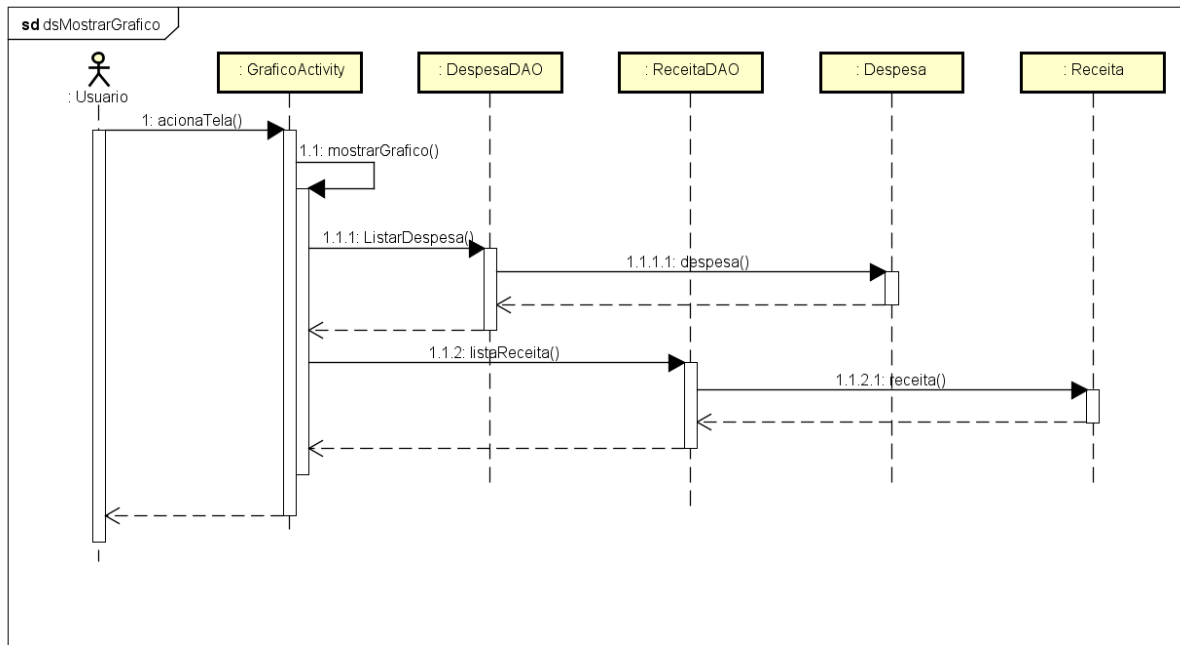 sd dsMostrarGrafico
: Usuario
: GraficoActivity
: DespesaDAO
: ReceitaDAO
: Despesa
: Receita
1: acionaTela()
1.1: mostrarGrafico()
1.1.1: ListarDespesa()
1.1.1.1: despesa()
1.1.2: listaReceita()
1.1.2.1: receita()